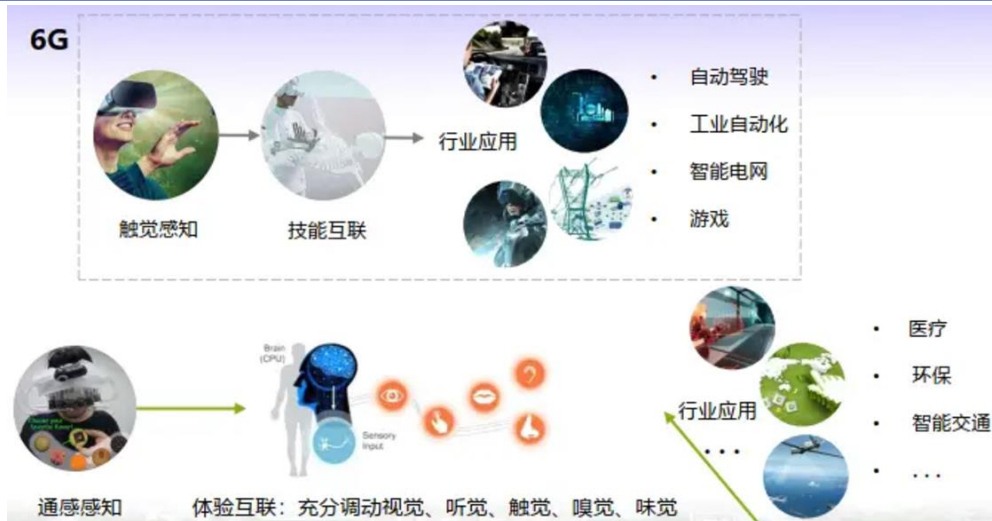 6G
触觉感知
技能互联
行业应用
• 自动驾驶
• 工业自动化
• 智能电网
• 游戏
通感感知
Brain
(CPU)
Sensory
Input
体验互联：充分调动视觉、听觉、触觉、嗅觉、味觉
行业应用
...
• 医疗
• 环保
• 智能交通
• ...